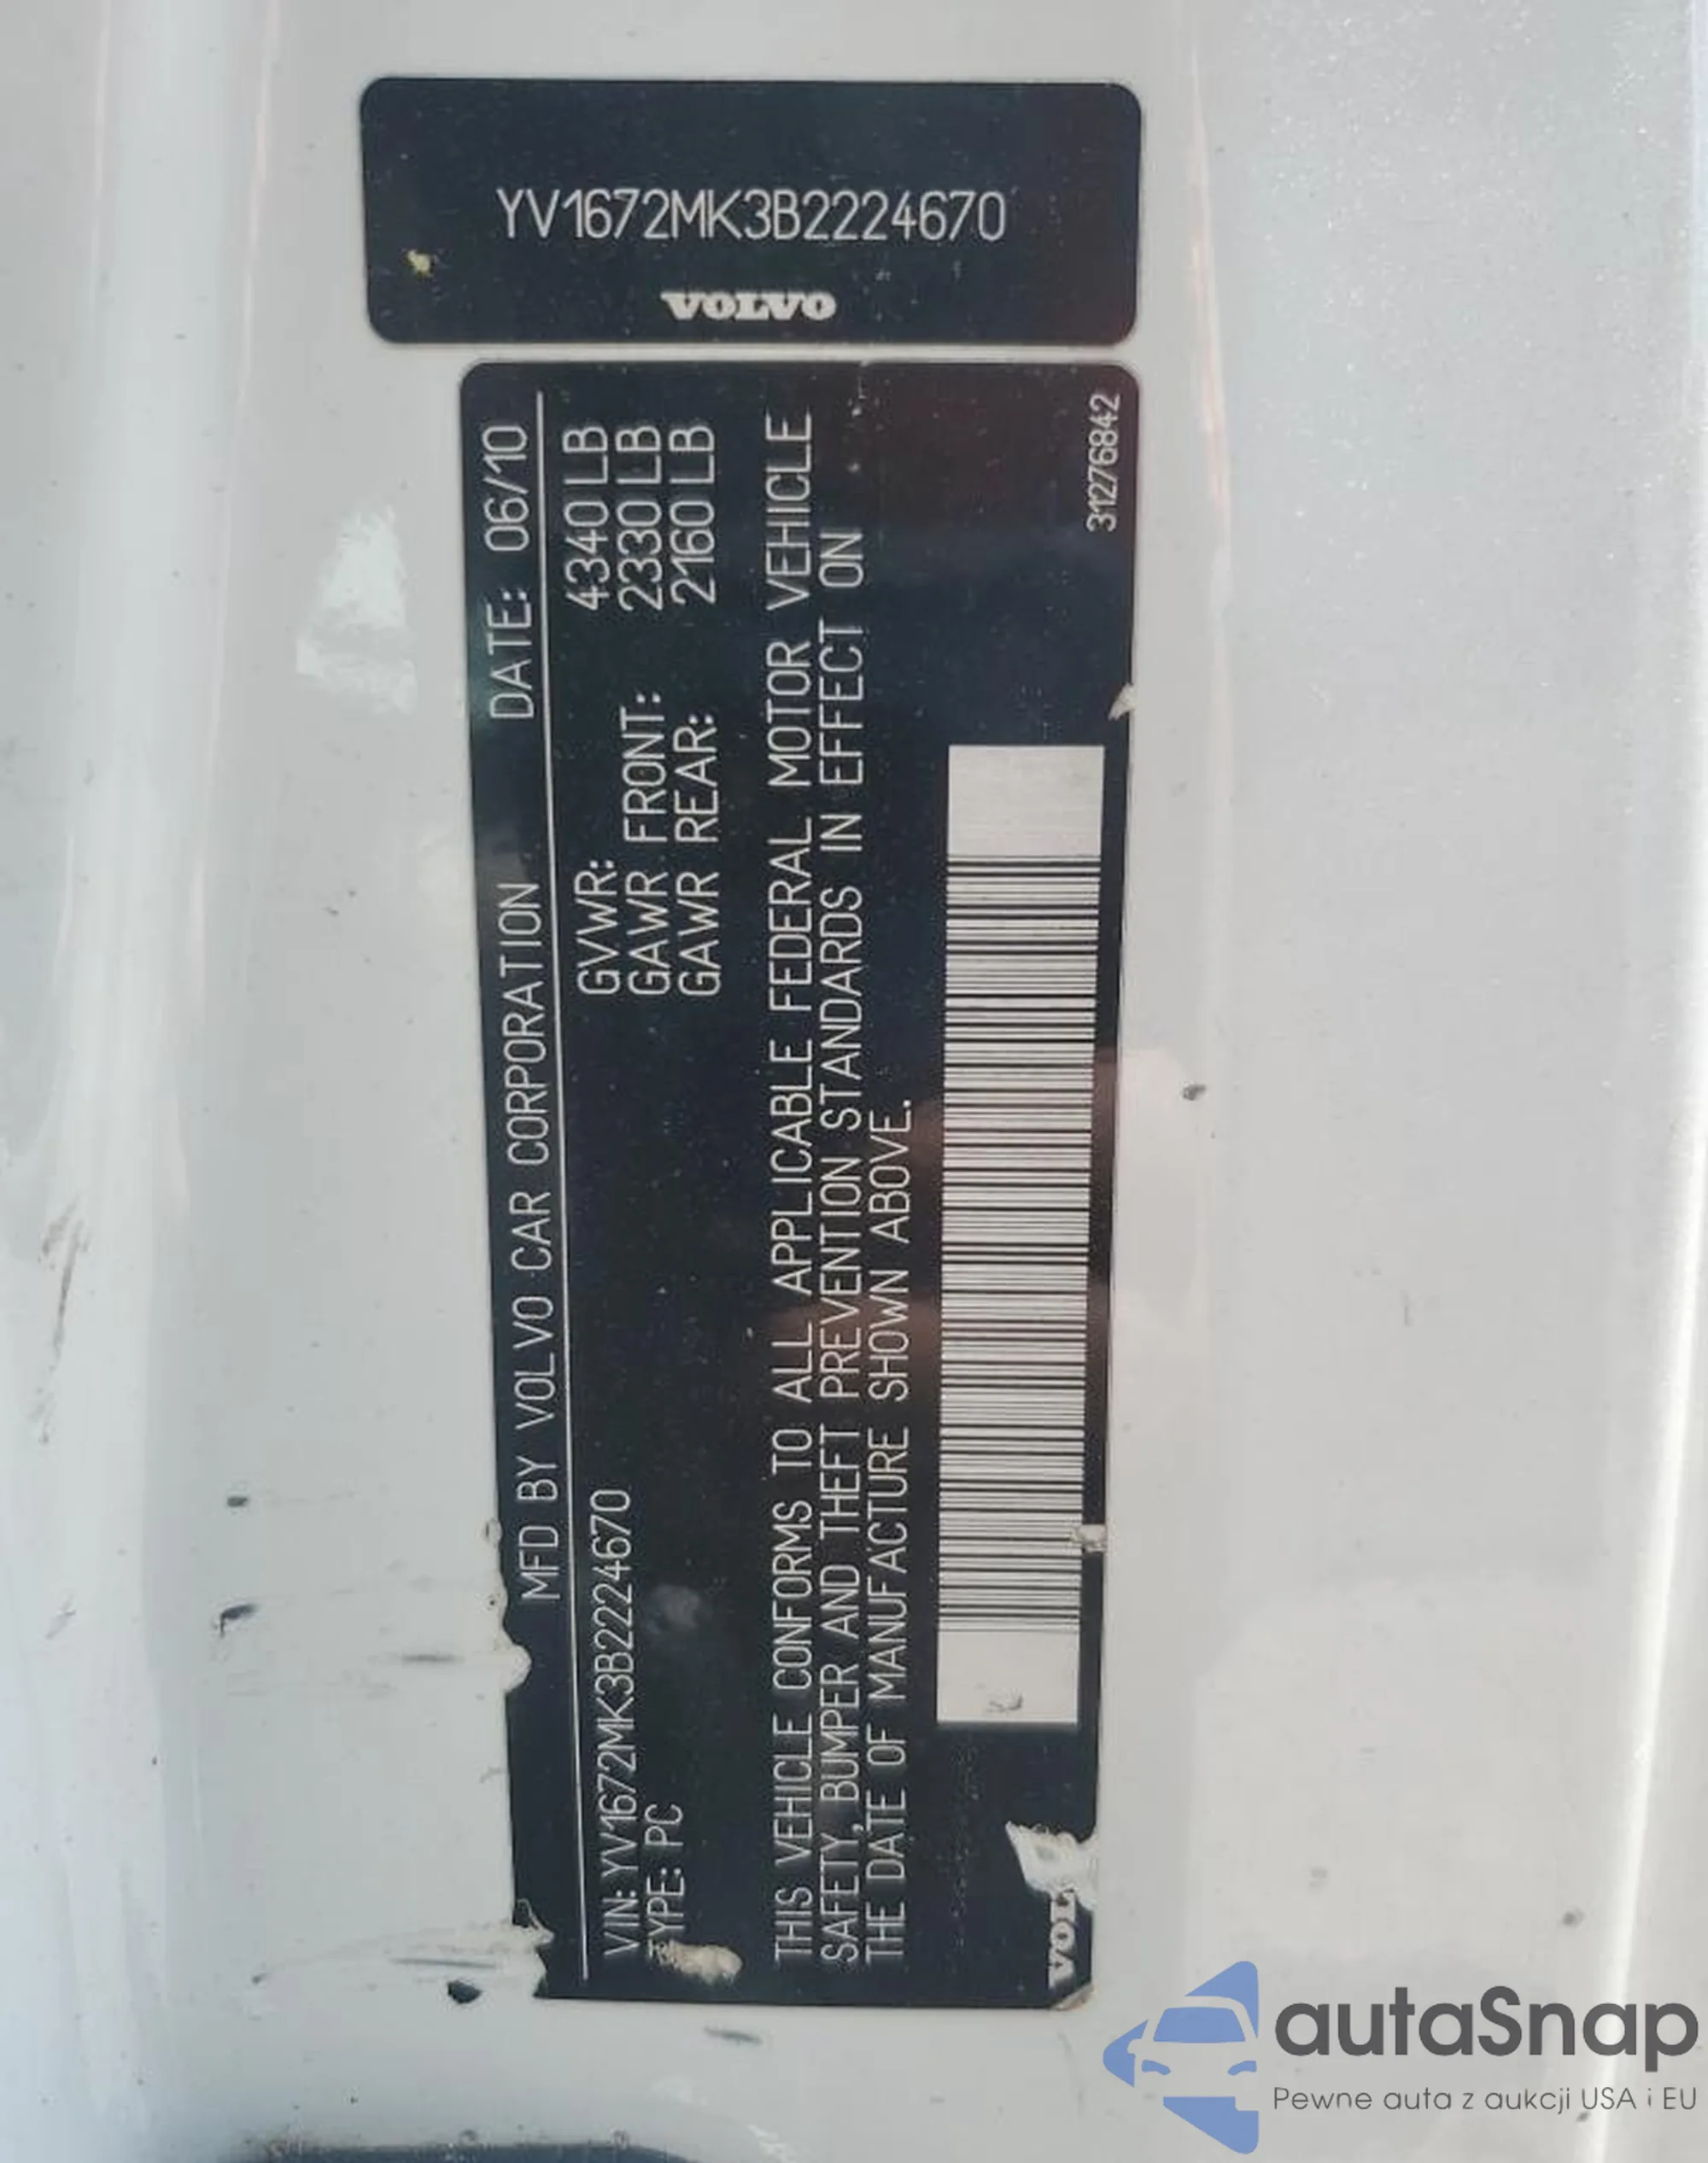 YV1672MK3B2224670
VOLVO
MFD BY VOLVO CAR CORPORATION DATE: 06/10
VIN: YV1672MK3B2224670 GVWR: 4340 LB
TYPE: PC GAWR FRONT: 2330 LB
GAWR REAR: 2160 LB
THIS VEHICLE CONFORMS TO ALL APPLICABLE FEDERAL MOTOR VEHICLE
SAFETY, BUMPER AND THEFT PREVENTION STANDARDS IN EFFECT ON
THE DATE OF MANUFACTURE SHOWN ABOVE.
VOL
31276842
autaSnap
Pewne auta z aukcji USA i EU